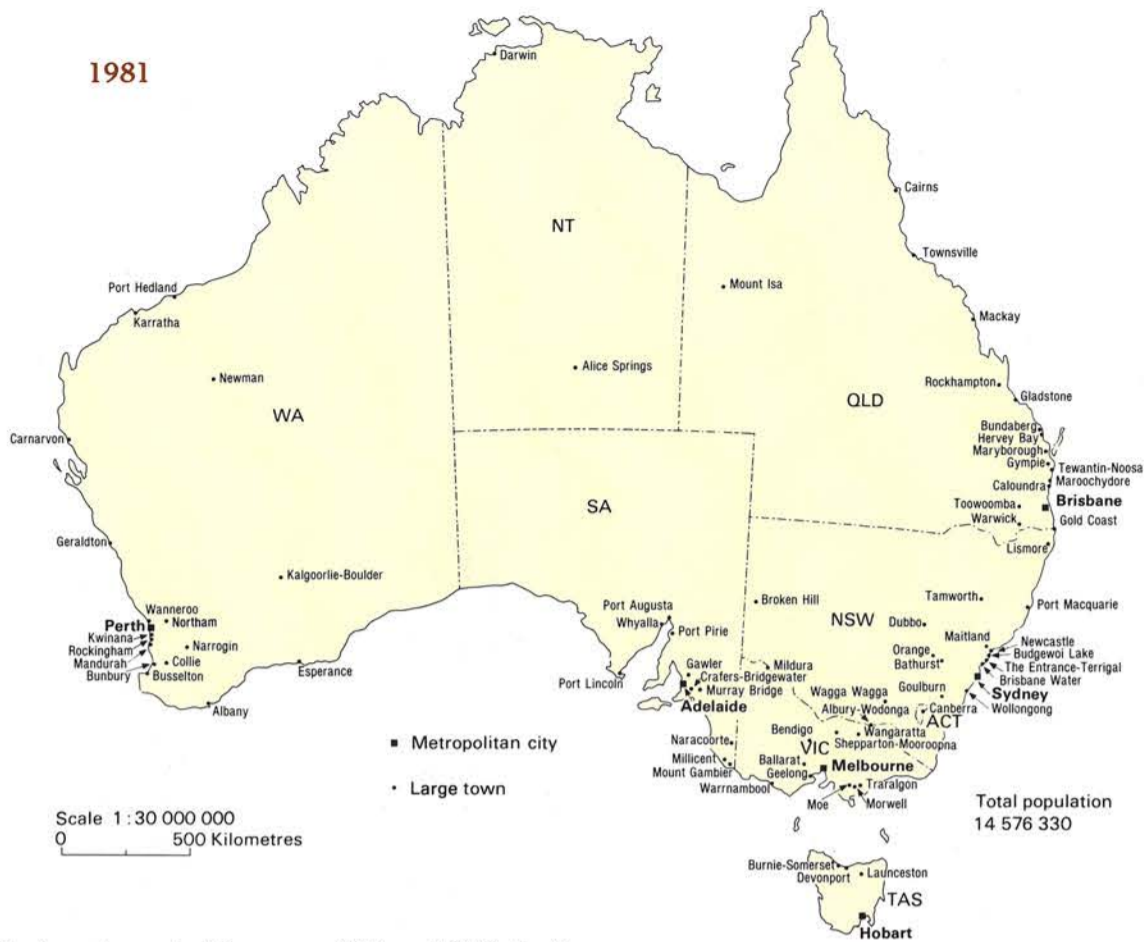 1981
Darwin
Cairns
NT
Townsville
Mount Isa
Port Hedland
Karratha
Mackay
Newman
Alice Springs
Rockhampton
Gladstone
QLD
WA
Carnarvon
Bundaberg
Hervey Bay
Maryborough
Gympie
Tewantin-Noosa
Maroochydore
Caloundra
Brisbane
Toowoomba
Warwick
Gold Coast
SA
Geraldton
Lismore
Kalgoorlie-Boulder
Broken Hill
Tamworth
Port Macquarie
Wanneroo
Northam
Perth
Kwinana
Rockingham
Narrogin
Mandurah
Collie
Bunbury
Busselton
Esperance
Albany
Port Augusta
Whyalla
Port Pirie
NSW
Dubbo
Maitland
Newcastle
Budgewoi Lake
Orange
Bathurst
The Entrance-Terrigal
Brisbane Water
Gawler
Mildura
Crafers-Bridgewater
Port Lincoln
Murray Bridge
Adelaide
Wagga Wagga
Goulburn
Sydney
Wollongong
Albury-Wodonga
Canberra
ACT
Bendigo
Wangaratta
Shepparton-Mooroopna
VIC
Naracoorte
Millicent
Mount Gambier
Ballarat
Melbourne
Geelong
Warrnambool
Traralgon
Moe
Morwell
Metropolitan city
Large town
Scale 1:30 000 000
0 500 Kilometres
Total population
14 576 330
Burnie-Somerset
Devonport
Launceston
TAS
Hobart